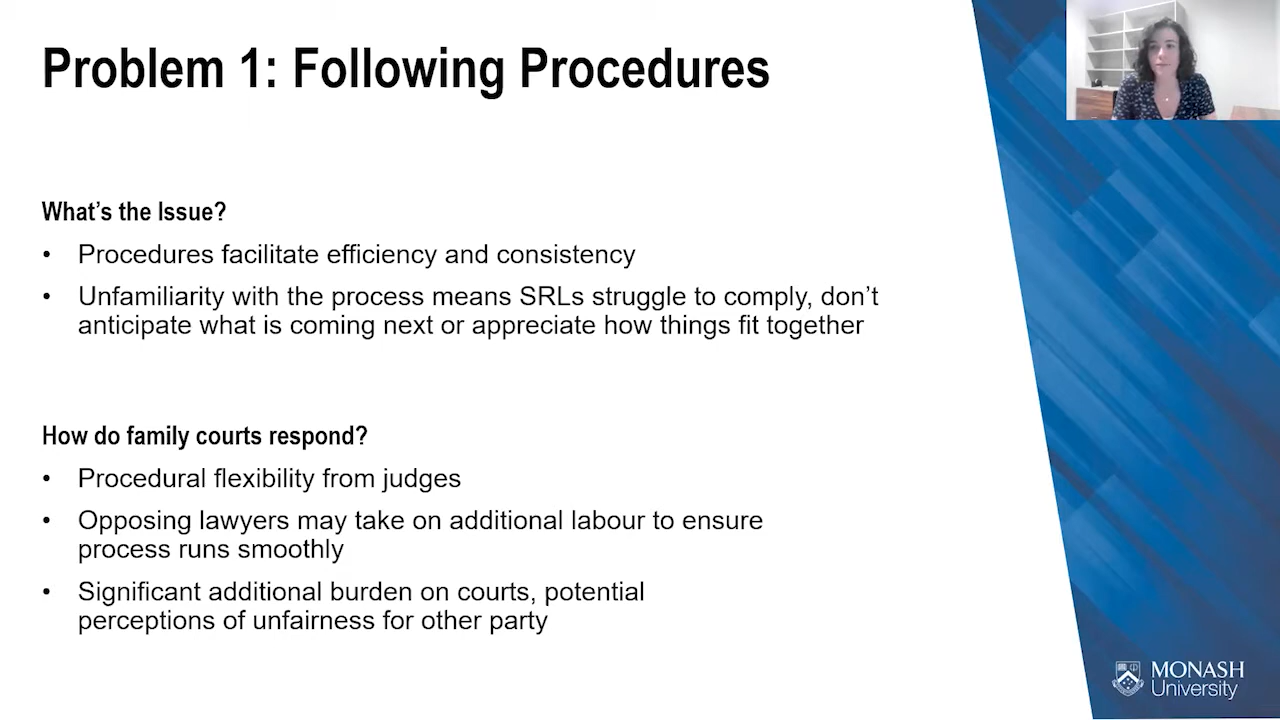 Problem 1: Following Procedures
What’s the Issue?
• Procedures facilitate efficiency and consistency
• Unfamiliarity with the process means SRLs struggle to comply, don’t
anticipate what is coming next or appreciate how things fit together
How do family courts respond?
• Procedural flexibility from judges
• Opposing lawyers may take on additional labour to ensure
process runs smoothly
• Significant additional burden on courts, potential
perceptions of unfairness for other party
MONASH
University